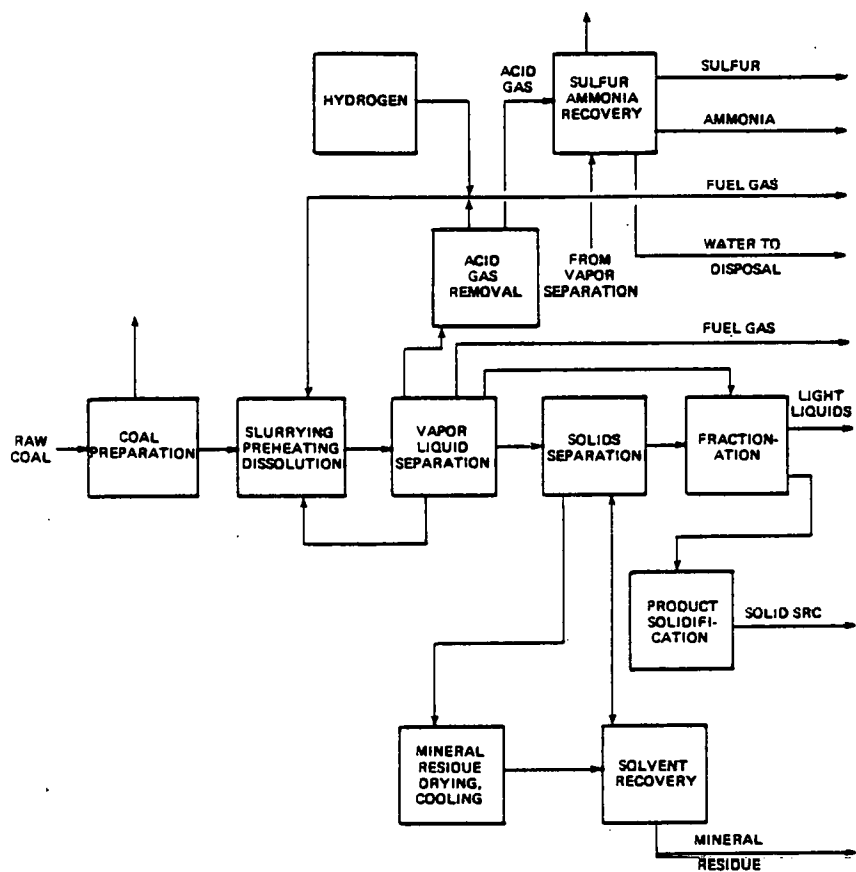 HYDROGEN
ACID
GAS
SULFUR
AMMONIA
RECOVERY
SULFUR
AMMONIA
FUEL GAS
ACID
GAS
REMOVAL
FROM
VAPOR
SEPARATION
WATER TO
DISPOSAL
FUEL GAS
RAW
COAL
COAL
PREPARATION
SLURRYING
PREHEATING
DISSOLUTION
VAPOR
LIQUID
SEPARATION
SOLIDS
SEPARATION
FRACTION-
ATION
LIGHT
LIQUIDS
PRODUCT
SOLIDIFI-
CATION
SOLID SRC
MINERAL
RESIDUE
DRYING,
COOLING
SOLVENT
RECOVERY
MINERAL
RESIDUE